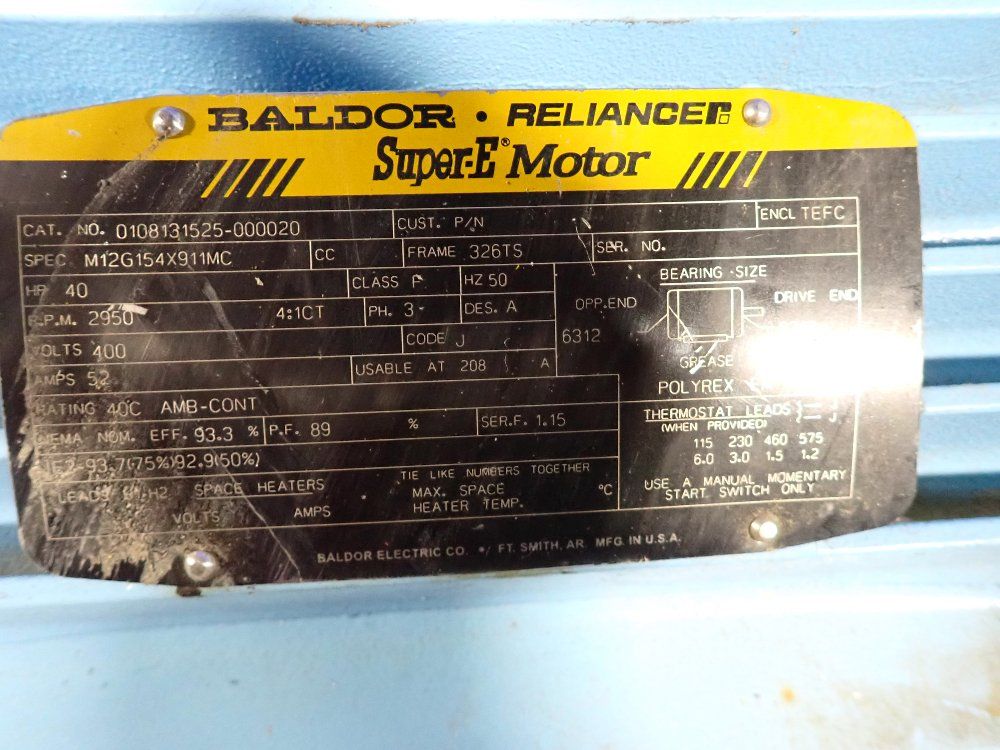 BALDOR · RELIANCER
Super-E® Motor
CAT. NO. 0108131525-000020 CUST. P/N ENCL TEFC
SPEC. M12G154X911MC CC FRAME 326TS SER. NO.
HP 40 CLASS F HZ 50
R.P.M. 2950 4:1CT PH. 3 DES. A
VOLTS 400 CODE J
AMPS 52 USABLE AT 208 A
RATING 40C AMB-CONT
NEMA NOM. EFF. 93.3 % P.F. 89 % SER.F. 1.15
IE2-93.7(75%)92.9(50%)
LEADS H1,H2 SPACE HEATERS
VOLTS AMPS
TIE LIKE NUMBERS TOGETHER
MAX. SPACE °C
HEATER TEMP.
BEARING SIZE
OPP.END DRIVE END
6312
GREASE
POLYREX
THERMOSTAT LEADS J
(WHEN PROVIDED)
115 230 460 575
6.0 3.0 1.5 1.2
USE A MANUAL MOMENTARY
START SWITCH ONLY
BALDOR ELECTRIC CO. FT. SMITH, AR. MFG. IN U.S.A.